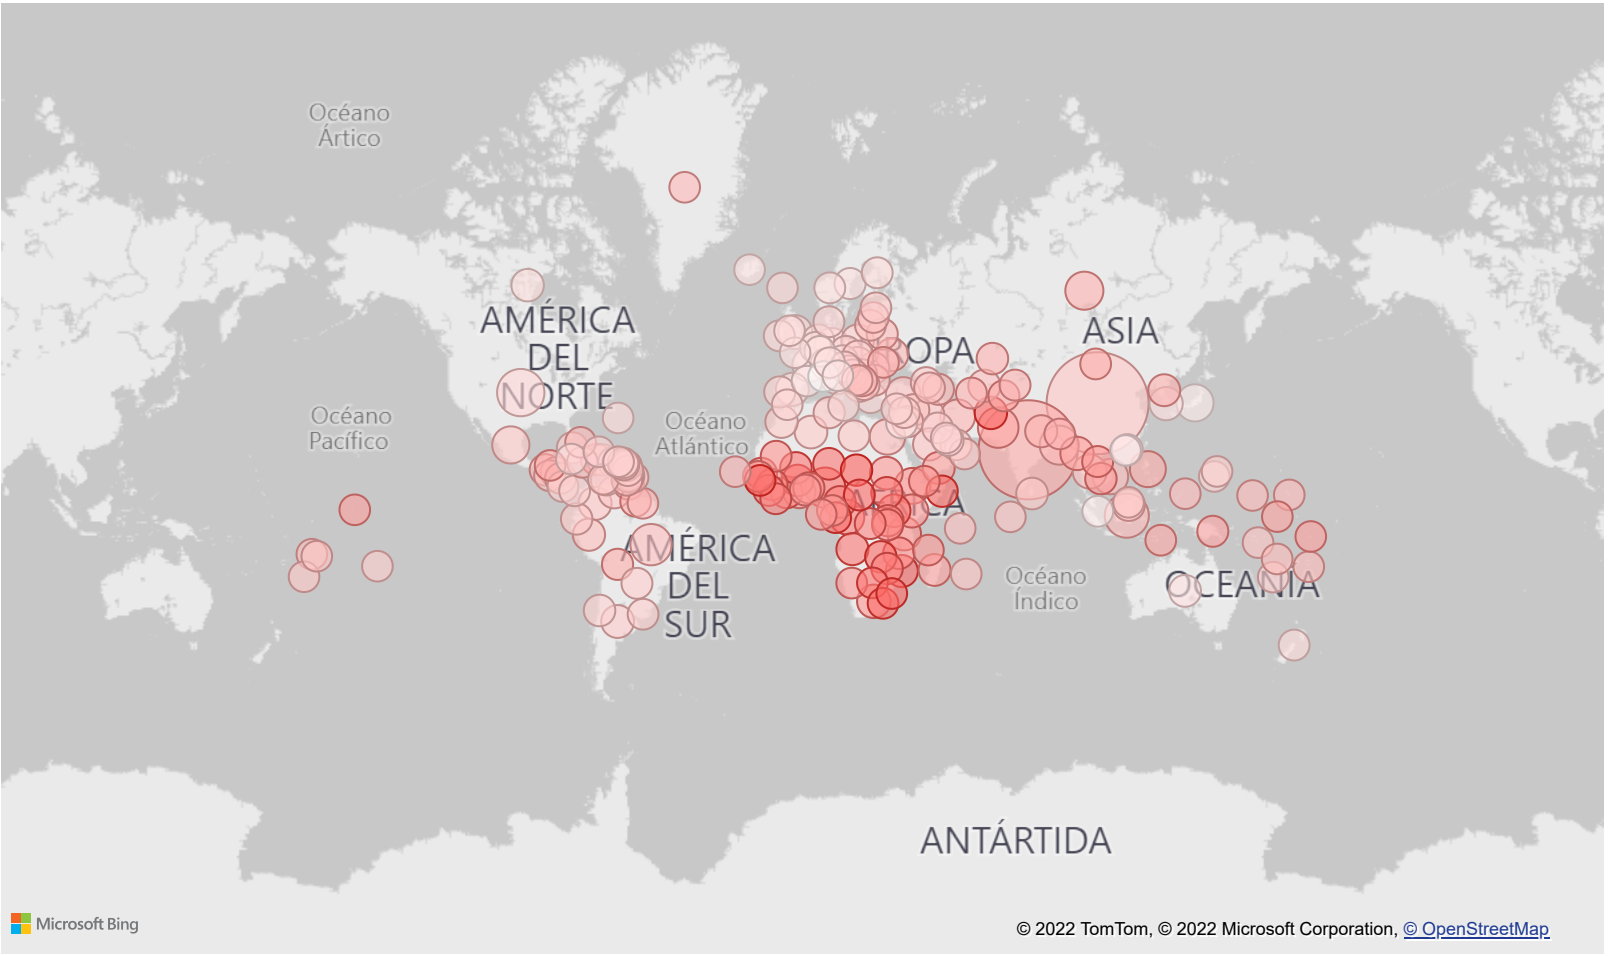 Océano
Ártico
AMÉRICA
DEL
NORTE
OPA
ASIA
Océano
Pacífico
Océano
Atlántico
AMÉRICA
DEL
SUR
Océano
Índico
OCEANÍA
ANTÁRTIDA
Microsoft Bing
© 2022 TomTom, © 2022 Microsoft Corporation, © OpenStreetMap